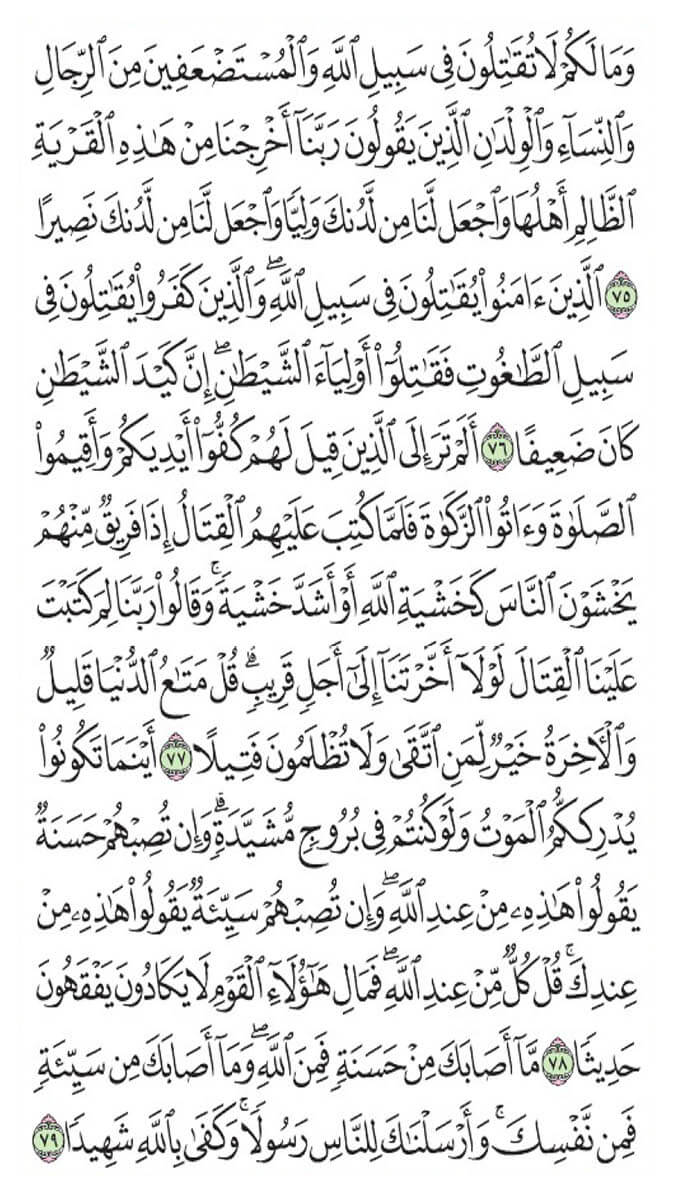 وَمَا لَكُمۡ لَا تُقَٰتِلُونَ فِي سَبِيلِ ٱللَّهِ وَٱلۡمُسۡتَضۡعَفِينَ مِنَ ٱلرِّجَالِ
وَٱلنِّسَآءِ وَٱلۡوِلۡدَٰنِ ٱلَّذِينَ يَقُولُونَ رَبَّنَآ أَخۡرِجۡنَا مِنۡ هَٰذِهِ ٱلۡقَرۡيَةِ
ٱلظَّالِمِ أَهۡلُهَا وَٱجۡعَل لَّنَا مِن لَّدُنكَ وَلِيّٗا وَٱجۡعَل لَّنَا مِن لَّدُنكَ نَصِيرًا
٧٥ ٱلَّذِينَ ءَامَنُواْ يُقَٰتِلُونَ فِي سَبِيلِ ٱللَّهِۖ وَٱلَّذِينَ كَفَرُواْ يُقَٰتِلُونَ فِي
سَبِيلِ ٱلطَّٰغُوتِ فَقَٰتِلُوٓاْ أَوۡلِيَآءَ ٱلشَّيۡطَٰنِۖ إِنَّ كَيۡدَ ٱلشَّيۡطَٰنِ
كَانَ ضَعِيفًا ٧٦ أَلَمۡ تَرَ إِلَى ٱلَّذِينَ قِيلَ لَهُمۡ كُفُّوٓاْ أَيۡدِيَكُمۡ وَأَقِيمُواْ
ٱلصَّلَوٰةَ وَءَاتُواْ ٱلزَّكَوٰةَ فَلَمَّا كُتِبَ عَلَيۡهِمُ ٱلۡقِتَالُ إِذَا فَرِيقٞ مِّنۡهُمۡ
يَخۡشَوۡنَ ٱلنَّاسَ كَخَشۡيَةِ ٱللَّهِ أَوۡ أَشَدَّ خَشۡيَةٗۚ وَقَالُواْ رَبَّنَا لِمَ كَتَبۡتَ
عَلَيۡنَا ٱلۡقِتَالَ لَوۡلَآ أَخَّرۡتَنَآ إِلَىٰٓ أَجَلٖ قَرِيبٖۗ قُلۡ مَتَٰعُ ٱلدُّنۡيَا قَلِيلٞ
وَٱلۡأٓخِرَةُ خَيۡرٞ لِّمَنِ ٱتَّقَىٰ وَلَا تُظۡلَمُونَ فَتِيلًا ٧٧ أَيۡنَمَا تَكُونُواْ
يُدۡرِككُّمُ ٱلۡمَوۡتُ وَلَوۡ كُنتُمۡ فِي بُرُوجٖ مُّشَيَّدَةٖۗ وَإِن تُصِبۡهُمۡ حَسَنَةٞ
يَقُولُواْ هَٰذِهِۦ مِنۡ عِندِ ٱللَّهِۖ وَإِن تُصِبۡهُمۡ سَيِّئَةٞ يَقُولُواْ هَٰذِهِۦ مِنۡ
عِندِكَۚ قُلۡ كُلّٞ مِّنۡ عِندِ ٱللَّهِۖ فَمَالِ هَٰٓؤُلَآءِ ٱلۡقَوۡمِ لَا يَكَادُونَ يَفۡقَهُونَ
حَدِيثٗا ٧٨ مَّآ أَصَابَكَ مِنۡ حَسَنَةٖ فَمِنَ ٱللَّهِۖ وَمَآ أَصَابَكَ مِن سَيِّئَةٖ
فَمِن نَّفۡسِكَۚ وَأَرۡسَلۡنَٰكَ لِلنَّاسِ رَسُولٗاۚ وَكَفَىٰ بِٱللَّهِ شَهِيدٗا ٧٩